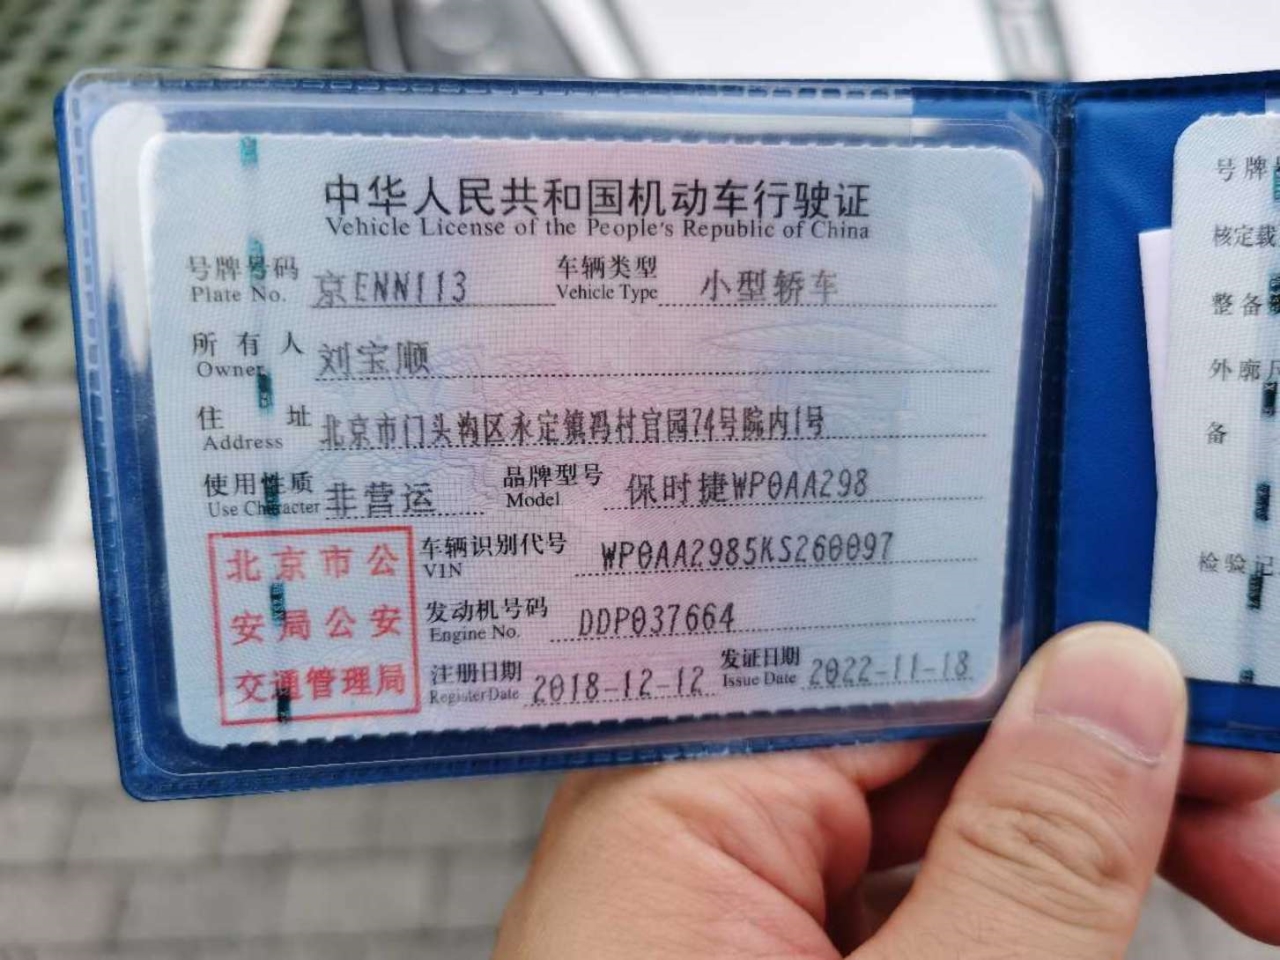 中华人民共和国机动车行驶证
Vehicle License of the People's Republic of China
号牌号码 京ENN113 车辆类型 小型轿车
Plate No. Vehicle Type
所有人 刘宝顺
Owner
住址 北京市门头沟区永定镇冯村官园74号院内1号
Address
使用性质 非营运 品牌型号 保时捷WP0AA298
Use Character Model
车辆识别代号 WP0AA2985KS260097
VIN
发动机号码 DDP037664
Engine No.
注册日期 2018-12-12 发证日期 2022-11-18
Register Date Issue Date
北京市公
安局公安
交通管理局
号牌
核定载
整备
外廓
备
检验记